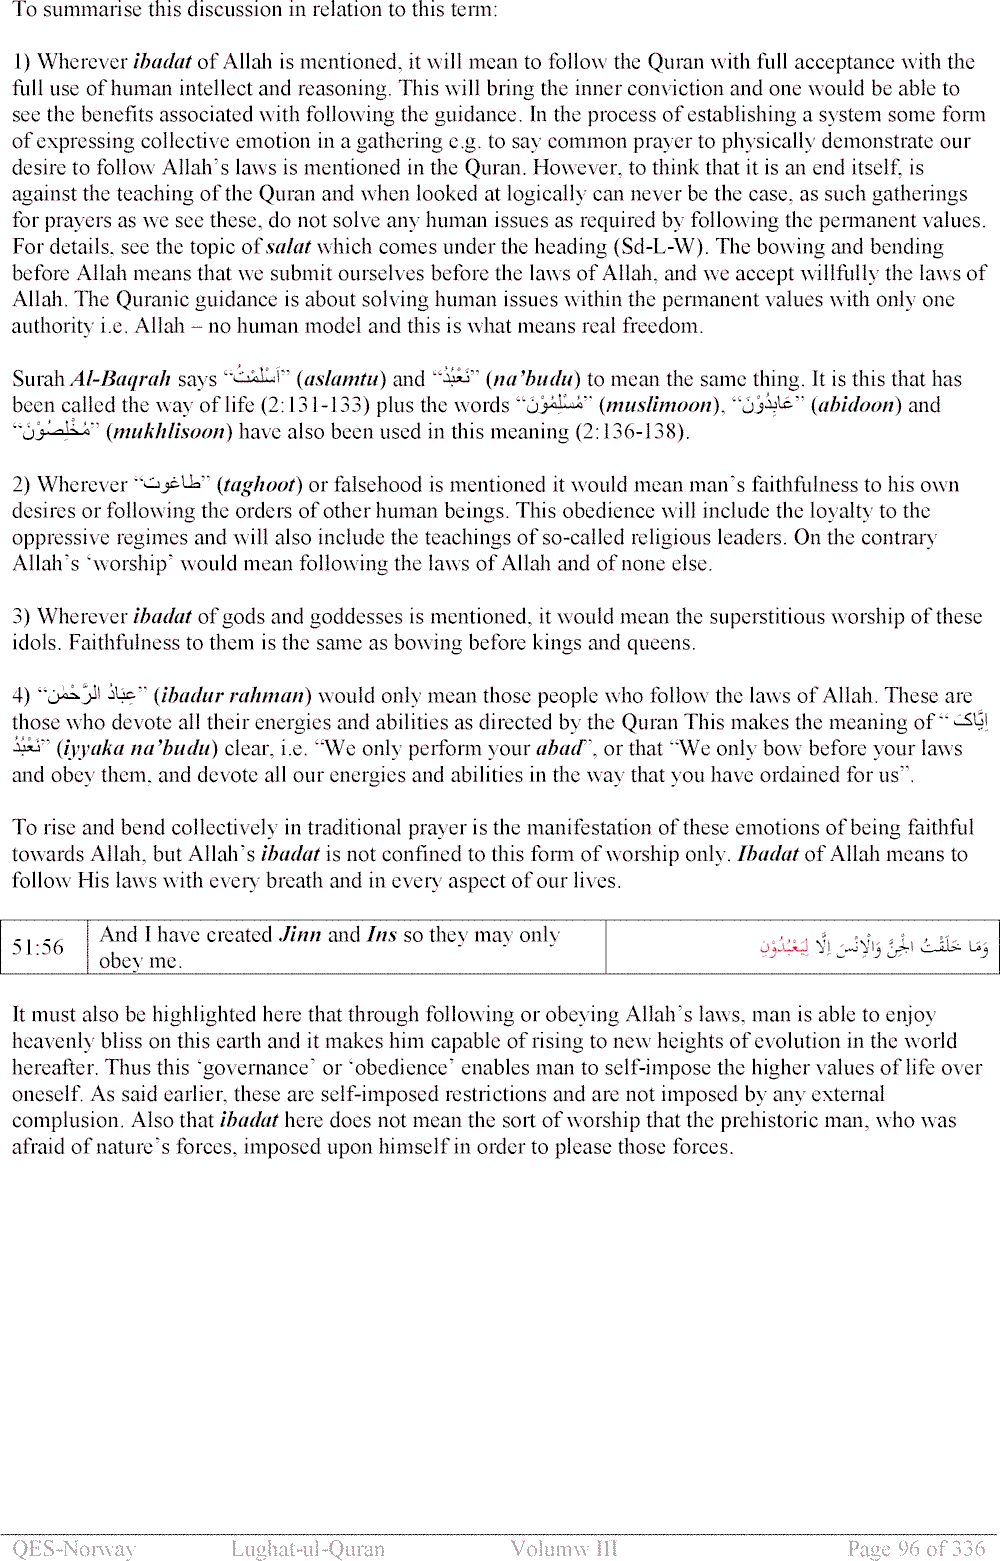 To summarise this discussion in relation to this term:
1) Wherever ibadat of Allah is mentioned, it will mean to follow the Quran with full acceptance with the
full use of human intellect and reasoning. This will bring the inner conviction and one would be able to
see the benefits associated with following the guidance. In the process of establishing a system some form
of expressing collective emotion in a gathering e.g. to say common prayer to physically demonstrate our
desire to follow Allah’s laws is mentioned in the Quran. However, to think that it is an end itself, is
against the teaching of the Quran and when looked at logically can never be the case, as such gatherings
for prayers as we see these, do not solve any human issues as required by following the permanent values.
For details, see the topic of salat which comes under the heading (Sd-L-W). The bowing and bending
before Allah means that we submit ourselves before the laws of Allah, and we accept willfully the laws of
Allah. The Quranic guidance is about solving human issues within the permanent values with only one
authority i.e. Allah – no human model and this is what means real freedom.
Surah Al-Baqrah says “اَسْلَمْتُ” (aslamtu) and “نَعْبُدُ” (na’budu) to mean the same thing. It is this that has
been called the way of life (2:131-133) plus the words “مُسْلِمُوْنَ” (muslimoon), “عَابِدُوْنَ” (abidoon) and
“مُخْلِصُوْنَ” (mukhlisoon) have also been used in this meaning (2:136-138).
2) Wherever “طاغوت” (taghoot) or falsehood is mentioned it would mean man’s faithfulness to his own
desires or following the orders of other human beings. This obedience will include the loyalty to the
oppressive regimes and will also include the teachings of so-called religious leaders. On the contrary
Allah’s ‘worship’ would mean following the laws of Allah and of none else.
3) Wherever ibadat of gods and goddesses is mentioned, it would mean the superstitious worship of these
idols. Faithfulness to them is the same as bowing before kings and queens.
4) “عِبَادُ الرَّحْمٰن” (ibadur rahman) would only mean those people who follow the laws of Allah. These are
those who devote all their energies and abilities as directed by the Quran This makes the meaning of “ اِيَّاکَ
نَعْبُدُ” (iyyaka na’budu) clear, i.e. “We only perform your abad”, or that “We only bow before your laws
and obey them, and devote all our energies and abilities in the way that you have ordained for us”.
To rise and bend collectively in traditional prayer is the manifestation of these emotions of being faithful
towards Allah, but Allah’s ibadat is not confined to this form of worship only. Ibadat of Allah means to
follow His laws with every breath and in every aspect of our lives.
51:56 And I have created Jinn and Ins so they may only وَمَا خَلَقْتُ الْجِنَّ وَالْاِنْسَ اِلَّا لِيَعْبُدُوْنِ
obey me.
It must also be highlighted here that through following or obeying Allah’s laws, man is able to enjoy
heavenly bliss on this earth and it makes him capable of rising to new heights of evolution in the world
hereafter. Thus this ‘governance’ or ‘obedience’ enables man to self-impose the higher values of life over
oneself. As said earlier, these are self-imposed restrictions and are not imposed by any external
complusion. Also that ibadat here does not mean the sort of worship that the prehistoric man, who was
afraid of nature’s forces, imposed upon himself in order to please those forces.
QES-Norway Lughat-ul-Quran Volumw III Page 96 of 336